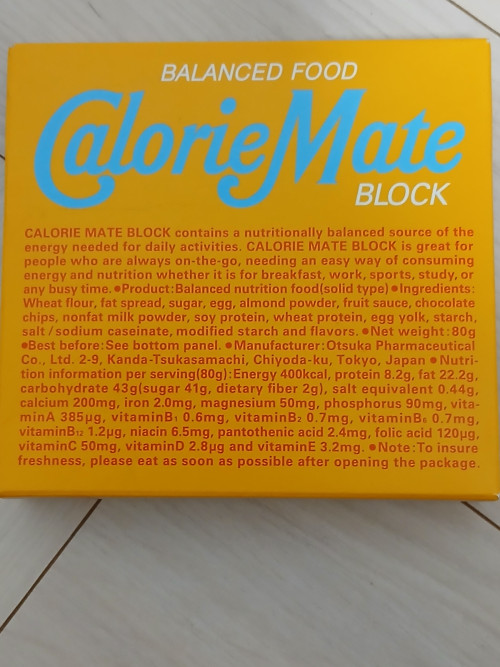 BALANCED FOOD
CalorieMate
BLOCK
CALORIE MATE BLOCK contains a nutritionally balanced source of the
energy needed for daily activities. CALORIE MATE BLOCK is great for
people who are always on-the-go, needing an easy way of consuming
energy and nutrition whether it is for breakfast, work, sports, study, or
any busy time. ●Product:Balanced nutrition food(solid type) ●Ingredients:
Wheat flour, fat spread, sugar, egg, almond powder, fruit sauce, chocolate
chips, nonfat milk powder, soy protein, wheat protein, egg yolk, starch,
salt/sodium caseinate, modified starch and flavors. ●Net weight:80g
●Best before:See bottom panel. ●Manufacturer:Otsuka Pharmaceutical
Co., Ltd. 2-9, Kanda-Tsukasamachi, Chiyoda-ku, Tokyo, Japan ●Nutri-
tion information per serving(80g):Energy 400kcal, protein 8.2g, fat 22.2g,
carbohydrate 43g(sugar 41g, dietary fiber 2g), salt equivalent 0.44g,
calcium 200mg, iron 2.0mg, magnesium 50mg, phosphorus 90mg, vita-
minA 385μg, vitaminB₁ 0.6mg, vitaminB₂ 0.7mg, vitaminB₆ 0.7mg,
vitaminB₁₂ 1.2μg, niacin 6.5mg, pantothenic acid 2.4mg, folic acid 120μg,
vitaminC 50mg, vitaminD 2.8μg and vitaminE 3.2mg. ●Note:To insure
freshness, please eat as soon as possible after opening the package.